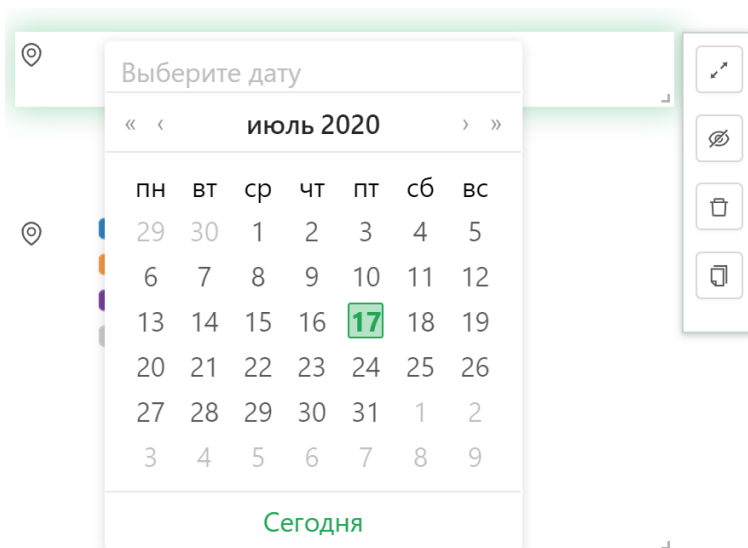 Выберите дату
« ‹ июль 2020 › »
пн вт ср чт пт сб вс
29 30 1 2 3 4 5
6 7 8 9 10 11 12
13 14 15 16 17 18 19
20 21 22 23 24 25 26
27 28 29 30 31 1 2
3 4 5 6 7 8 9
Сегодня